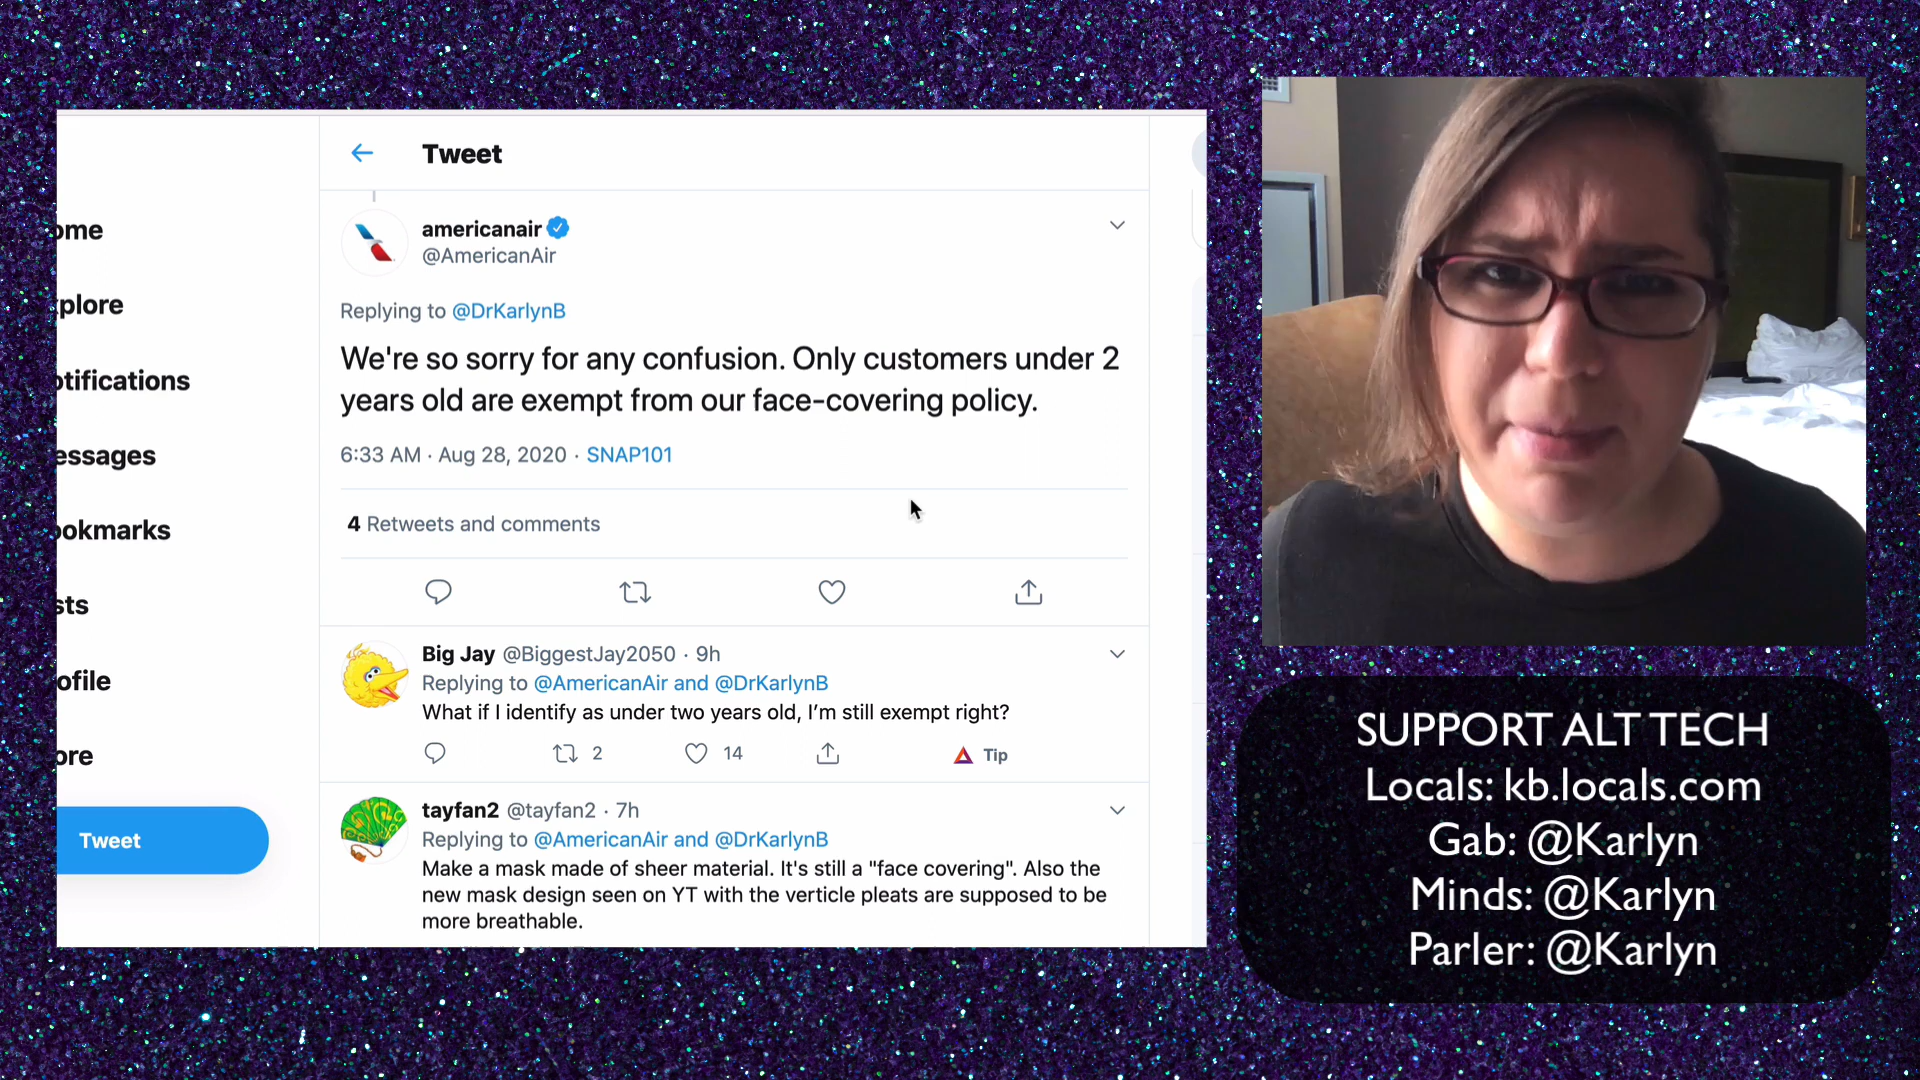 Tweet
ome
xplore
otifications
essages
ookmarks
sts
ofile
ore
Tweet
americanair
@AmericanAir
Replying to @DrKarlynB
We're so sorry for any confusion. Only customers under 2
years old are exempt from our face-covering policy.
6:33 AM · Aug 28, 2020 · SNAP101
4 Retweets and comments
Big Jay @BiggestJay2050 · 9h
Replying to @AmericanAir and @DrKarlynB
What if I identify as under two years old, I’m still exempt right?
2 14 Tip
tayfan2 @tayfan2 · 7h
Replying to @AmericanAir and @DrKarlynB
Make a mask made of sheer material. It's still a "face covering". Also the
new mask design seen on YT with the verticle pleats are supposed to be
more breathable.
SUPPORT ALT TECH
Locals: kb.locals.com
Gab: @Karlyn
Minds: @Karlyn
Parler: @Karlyn